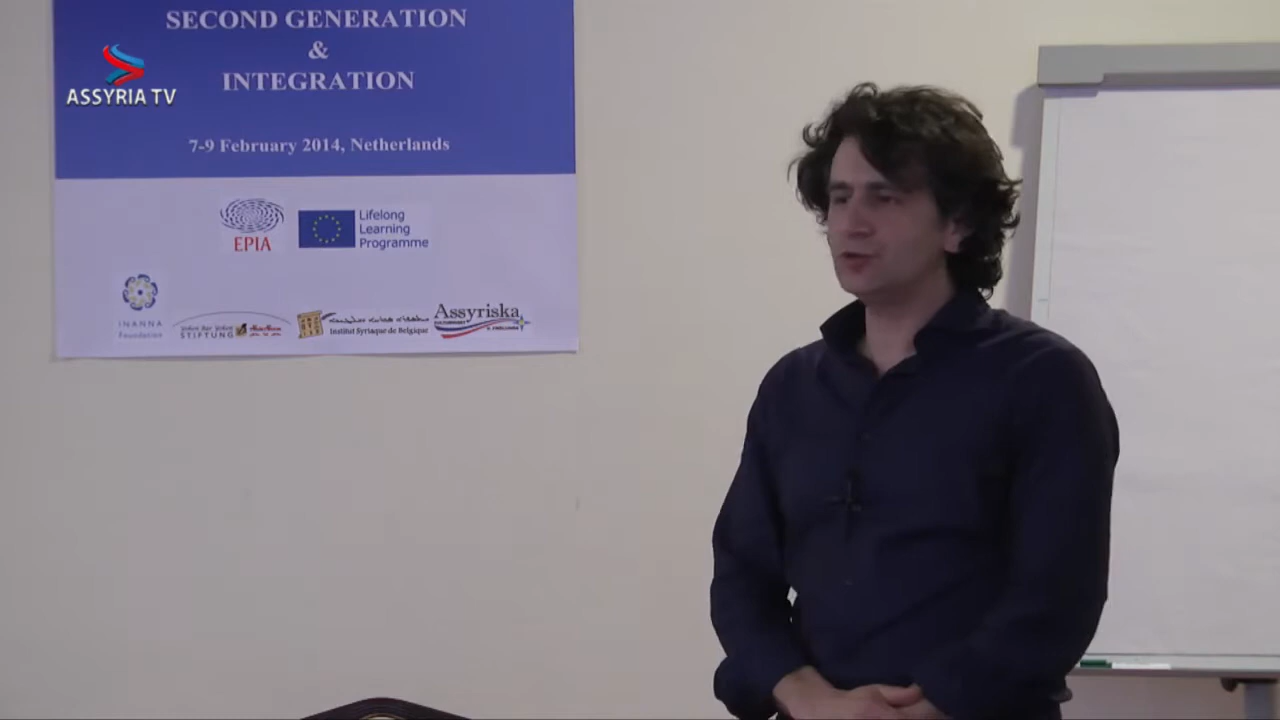 SECOND GENERATION
&
INTEGRATION
ASSYRIA TV
7-9 February 2014, Netherlands
EPIA
Lifelong
Learning
Programme
INANNA
Foundation
STIFTUNG
Institut Syriaque de Belgique
Assyriska